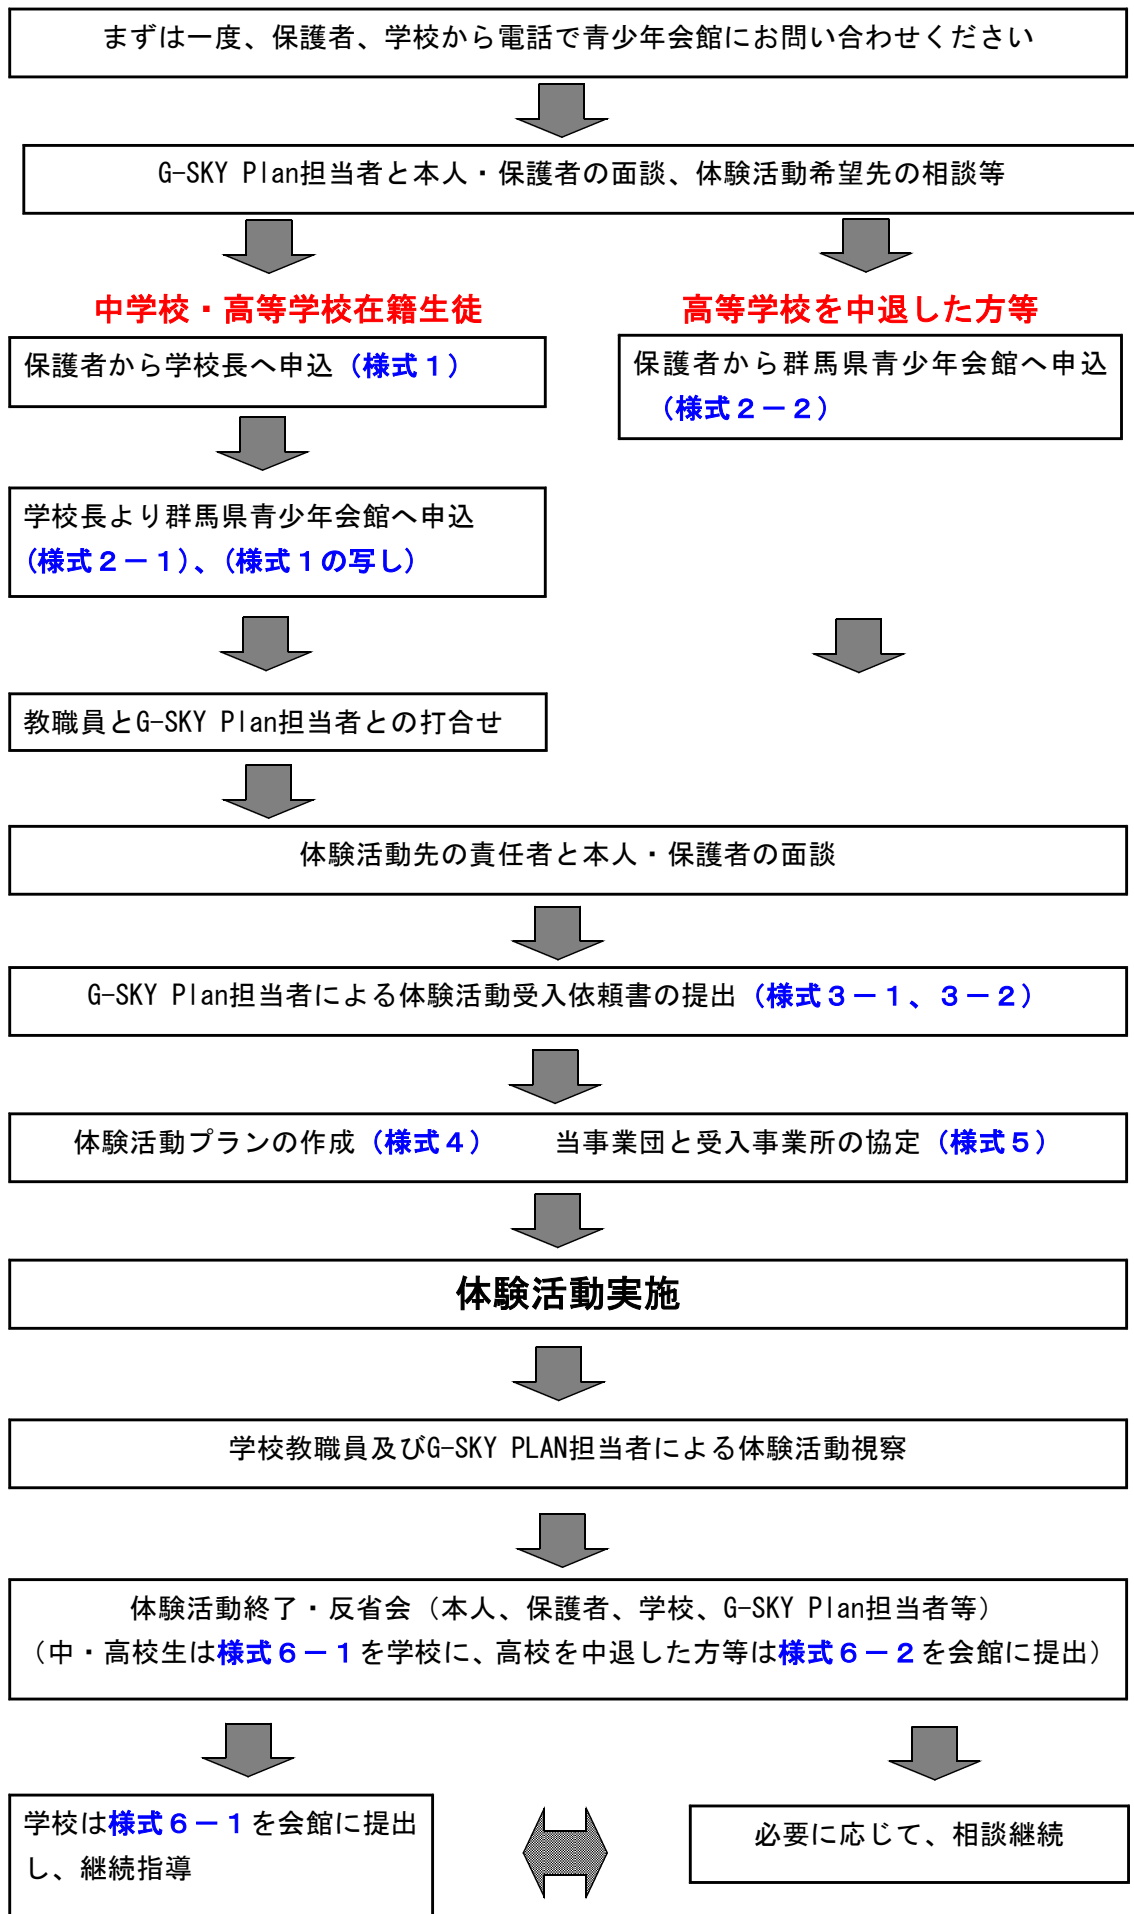 まずは一度、保護者、学校から電話で青少年会館にお問い合わせください
G-SKY Plan担当者と本人・保護者の面談、体験活動希望先の相談等
中学校・高等学校在籍生徒
高等学校を中退した方等
保護者から学校長へ申込（様式１）
保護者から群馬県青少年会館へ申込
（様式２－２）
学校長より群馬県青少年会館へ申込
（様式２－１）、（様式１の写し）
教職員とG-SKY Plan担当者との打合せ
体験活動先の責任者と本人・保護者の面談
G-SKY Plan担当者による体験活動受入依頼書の提出（様式３－１、３－２）
体験活動プランの作成（様式４）　　当事業団と受入事業所の協定（様式５）
体験活動実施
学校教職員及びG-SKY PLAN担当者による体験活動視察
体験活動終了・反省会（本人、保護者、学校、G-SKY Plan担当者等）
（中・高校生は様式６－１を学校に、高校を中退した方等は様式６－２を会館に提出）
学校は様式６－１を会館に提出
し、継続指導
必要に応じて、相談継続